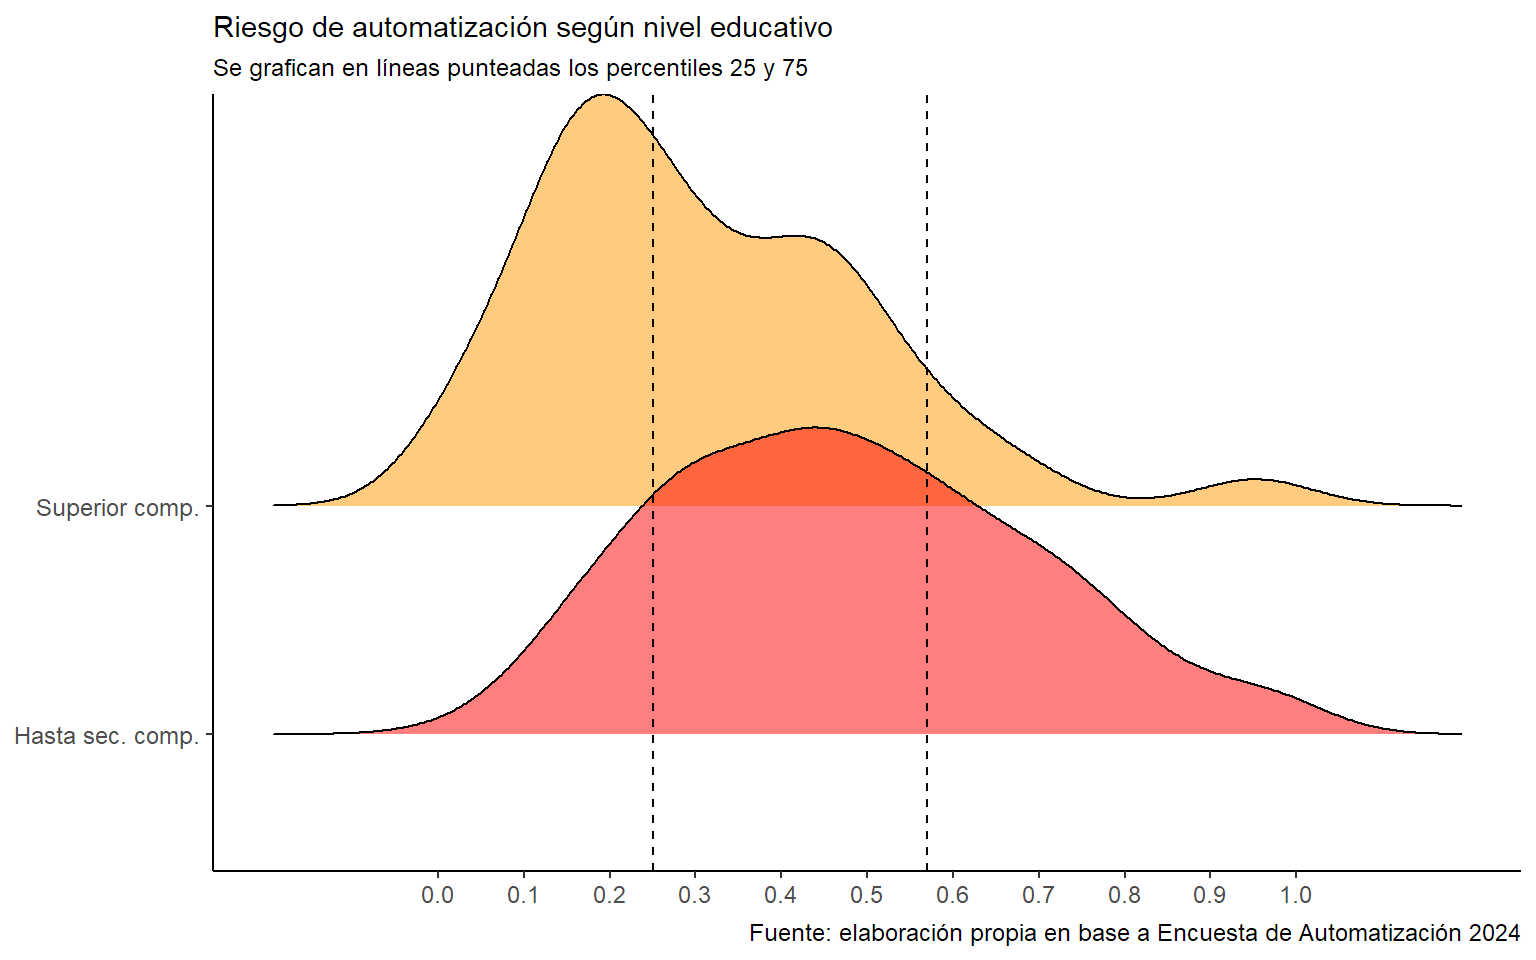 Riesgo de automatización según nivel educativo
Se grafican en líneas punteadas los percentiles 25 y 75
Superior comp.
Hasta sec. comp.
0.0 0.1 0.2 0.3 0.4 0.5 0.6 0.7 0.8 0.9 1.0
Fuente: elaboración propia en base a Encuesta de Automatización 2024